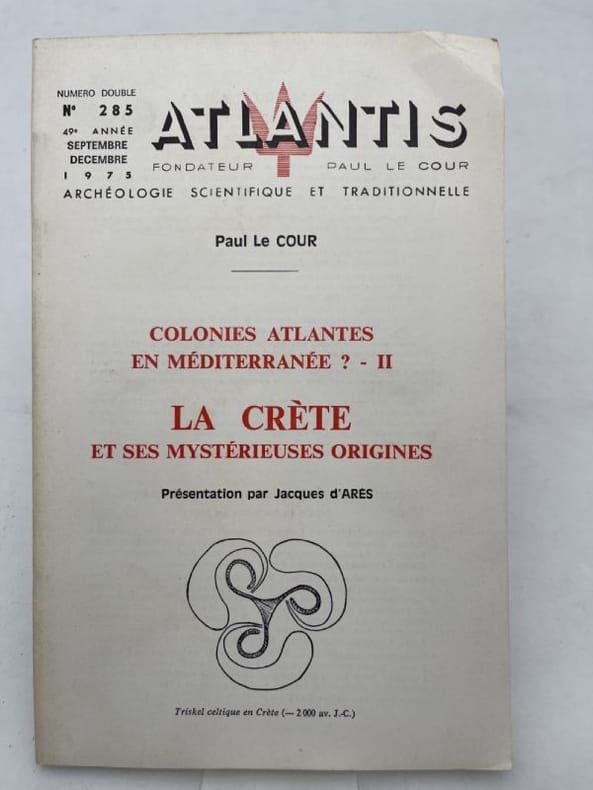 NUMERO DOUBLE
N° 285
49e ANNÉE
SEPTEMBRE
DECEMBRE
1975
ATLANTIS
FONDATEUR PAUL LE COUR
ARCHÉOLOGIE SCIENTIFIQUE ET TRADITIONNELLE
Paul Le COUR
COLONIES ATLANTES
EN MÉDITERRANÉE ? - II
LA CRÈTE
ET SES MYSTÉRIEUSES ORIGINES
Présentation par Jacques d'ARÈS
Triskel celtique en Crète (— 2 000 av. J.-C.)